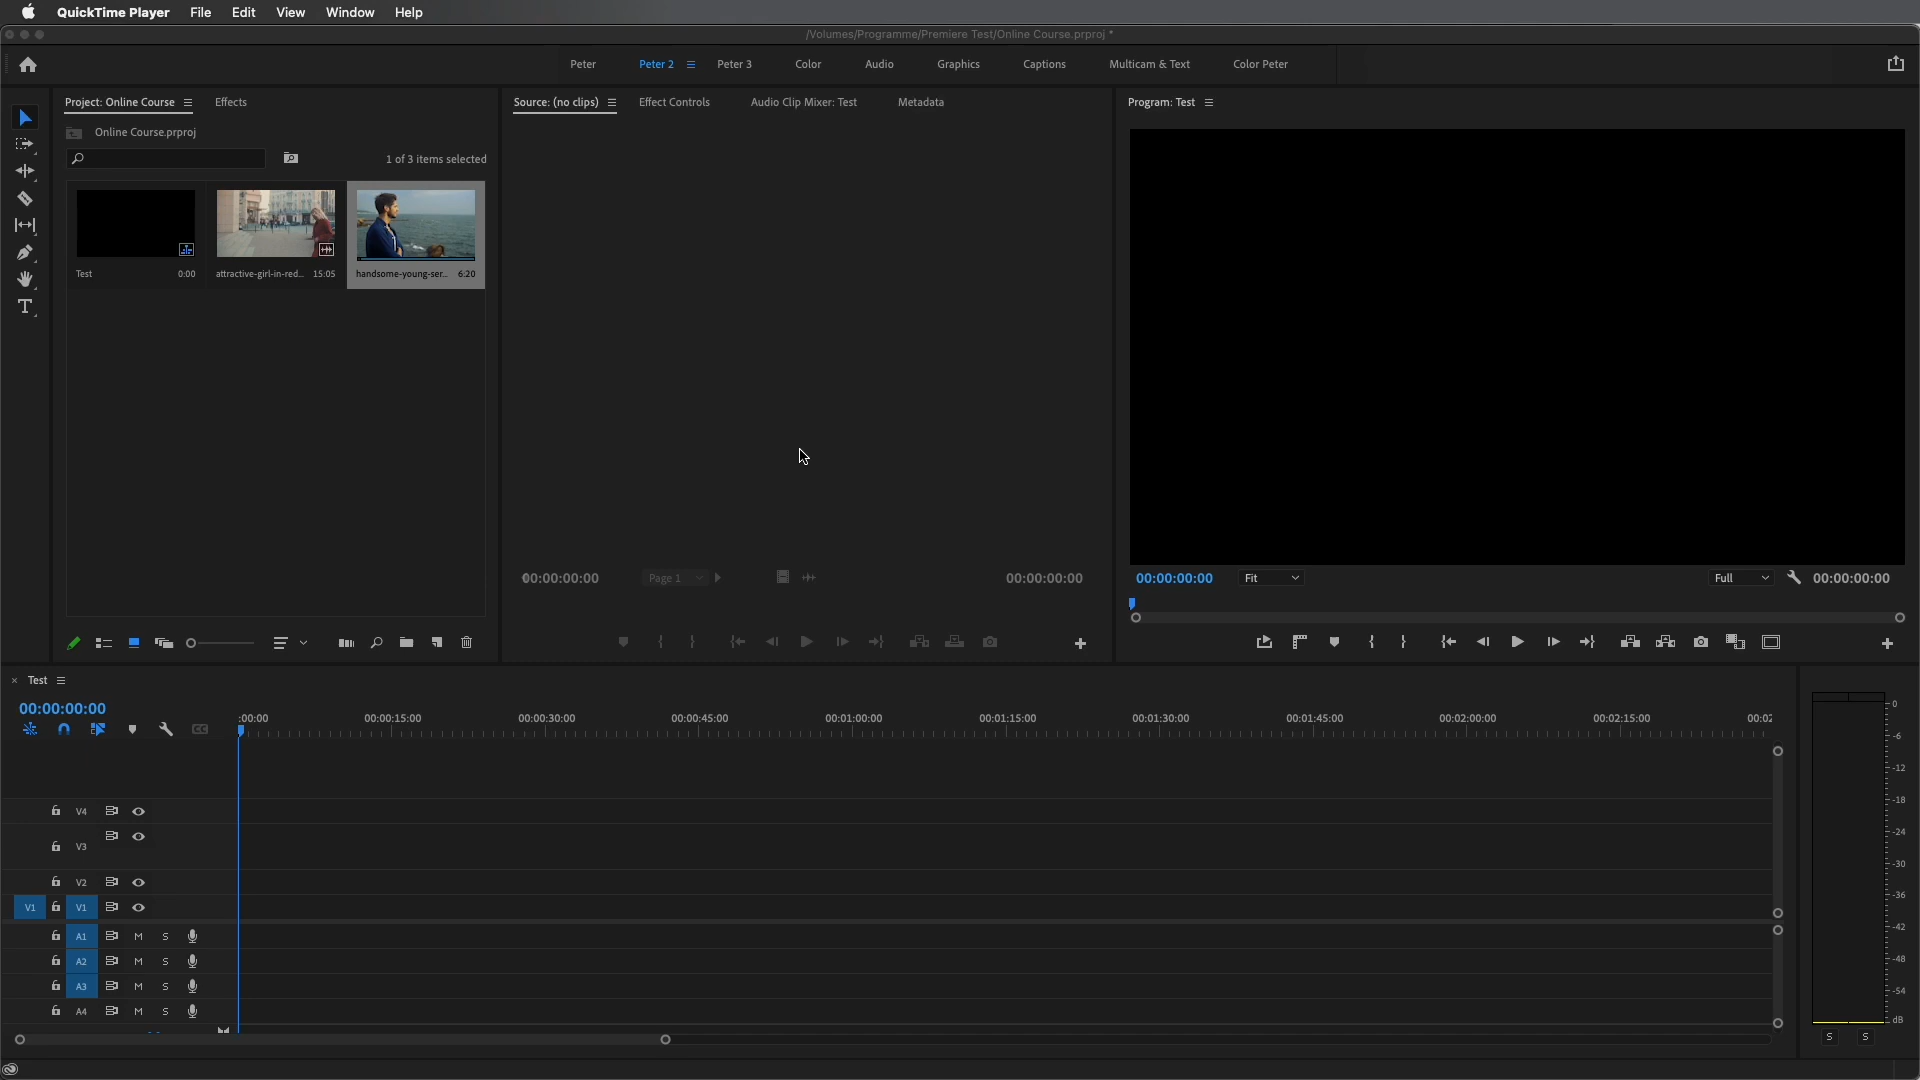 QuickTime Player File Edit View Window Help
/Volumes/Programme/Premiere Test/Online Course.prproj *
Peter Peter 2 Peter 3 Color Audio Graphics Captions Multicam & Text Color Peter
Project: Online Course Effects
Source: (no clips) Effect Controls Audio Clip Mixer: Test Metadata
Program: Test
Online Course.prproj
1 of 3 items selected
Test 0:00
attractive-girl-in-red... 15:05
handsome-young-ser... 6:20
T
00:00:00:00 Page 1 00:00:00:00
00:00:00:00 Fit Full 00:00:00:00
× Test
00:00:00:00
:00:00 00:00:15:00 00:00:30:00 00:00:45:00 00:01:00:00 00:01:15:00 00:01:30:00 00:01:45:00 00:02:00:00 00:02:15:00 00:02
CC
V4
V3
V2
V1 V1
A1 M S
A2 M S
A3 M S
A4 M S
0
-6
-12
-18
-24
-30
-36
-42
-48
-54
dB
S S